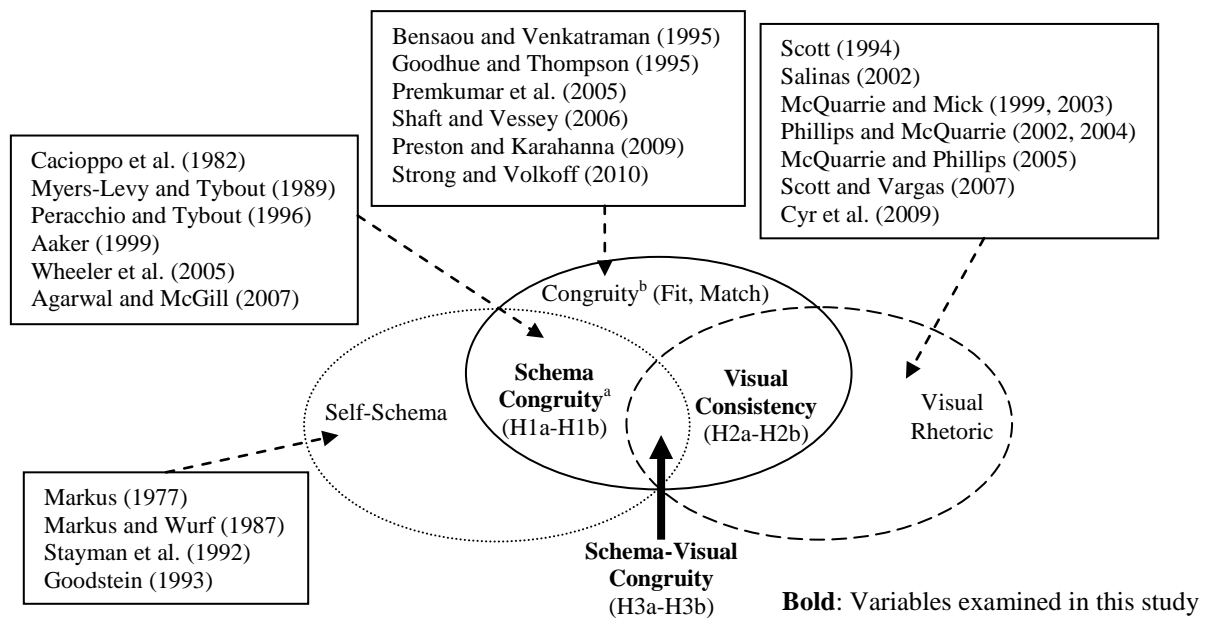 Bensaou and Venkatraman (1995)
Goodhue and Thompson (1995)
Premkumar et al. (2005)
Shaft and Vessey (2006)
Preston and Karahanna (2009)
Strong and Volkoff (2010)
Scott (1994)
Salinas (2002)
McQuarrie and Mick (1999, 2003)
Phillips and McQuarrie (2002, 2004)
McQuarrie and Phillips (2005)
Scott and Vargas (2007)
Cyr et al. (2009)
Cacioppo et al. (1982)
Myers-Levy and Tybout (1989)
Peracchio and Tybout (1996)
Aaker (1999)
Wheeler et al. (2005)
Agarwal and McGill (2007)
Congruityᵇ (Fit, Match)
Self-Schema
Schema
Congruityᵃ
(H1a-H1b)
Visual
Consistency
(H2a-H2b)
Visual
Rhetoric
Markus (1977)
Markus and Wurf (1987)
Stayman et al. (1992)
Goodstein (1993)
Schema-Visual
Congruity
(H3a-H3b)
Bold: Variables examined in this study